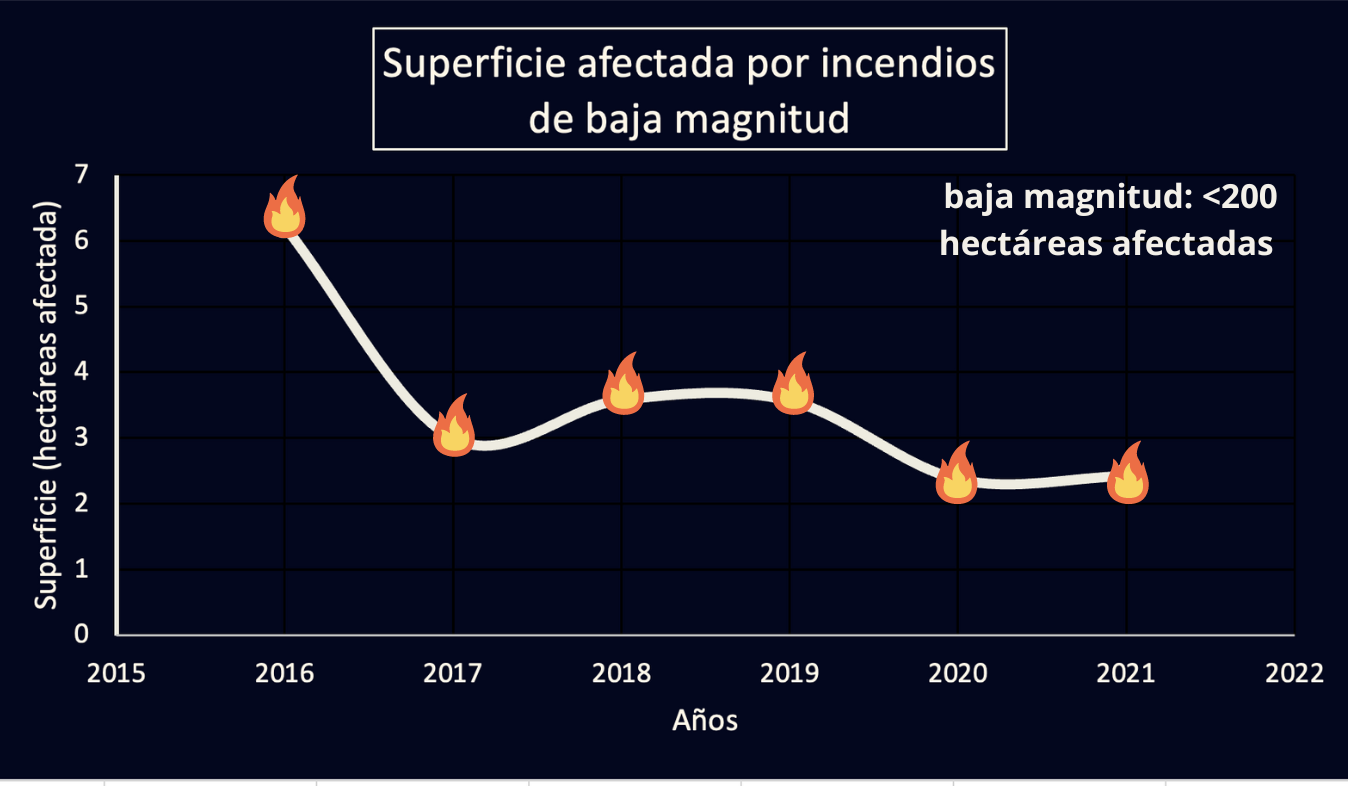 Superficie afectada por incendios
de baja magnitud
baja magnitud: <200
hectáreas afectadas
Superficie (hectáreas afectada)
7
6
5
4
3
2
1
0
2015 2016 2017 2018 2019 2020 2021 2022
Años